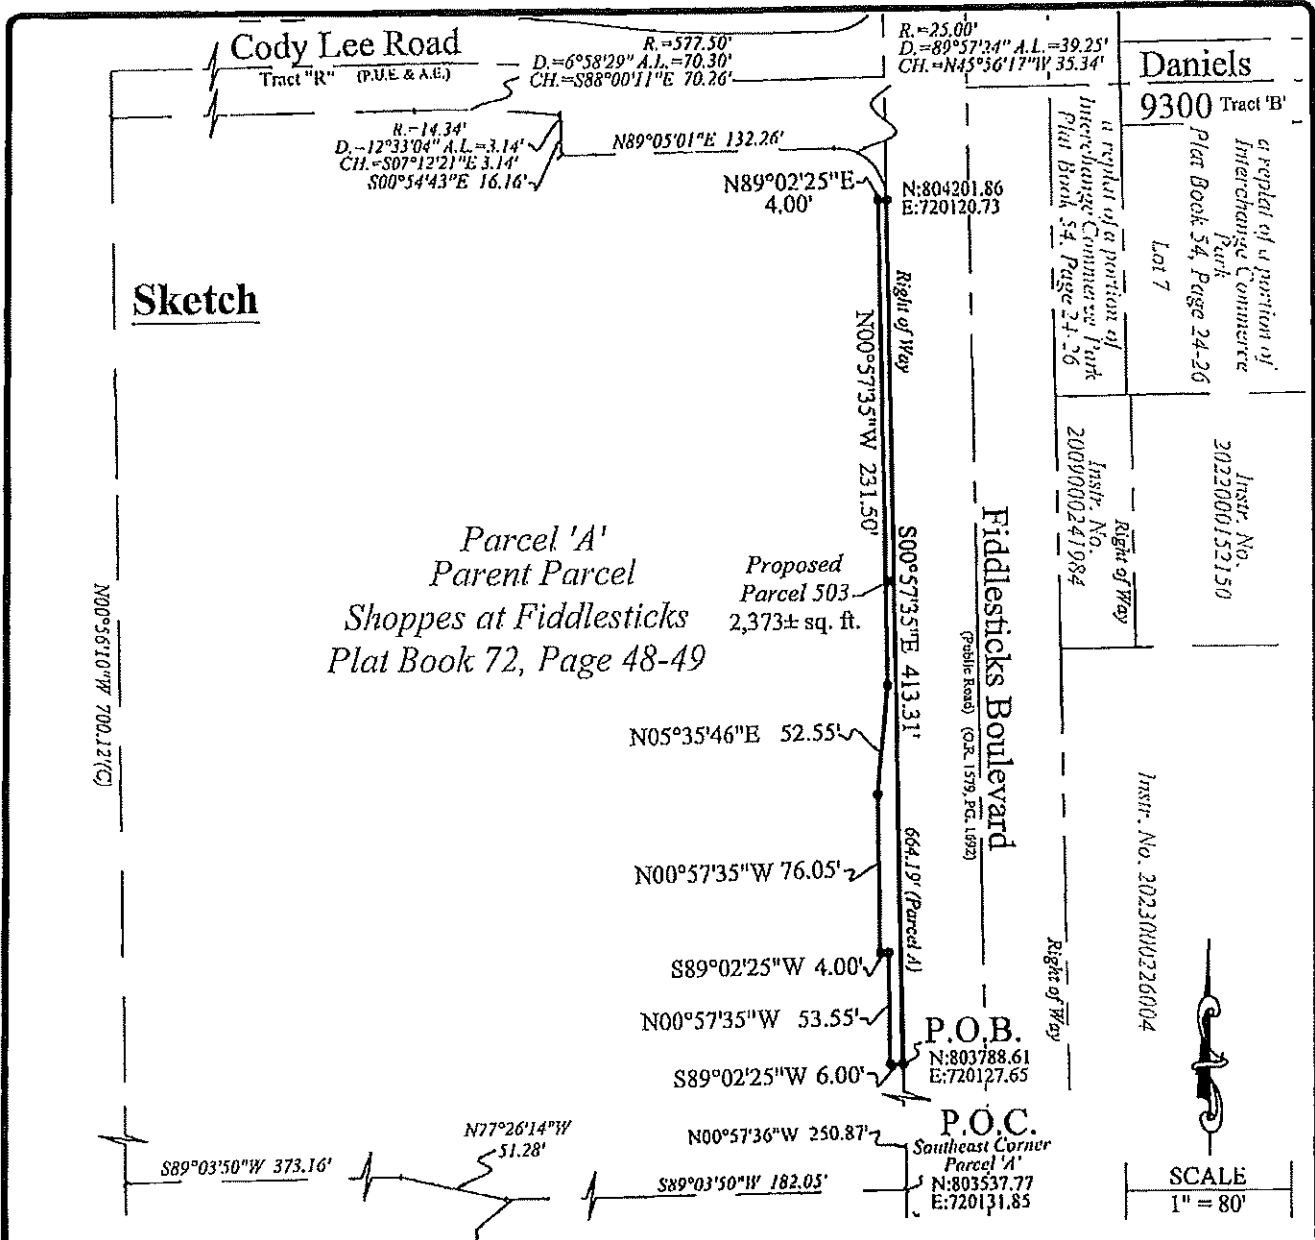 Cody Lee Road
Tract "R" (P.U.E. & A.E.)
R.=577.50'
D.=6°58'29" A.L.=70.30'
CH.=S88°00'11"E 70.26'
R.=25.00'
D.=89°57'24" A.L.=39.25'
CH.=N45°56'17"W 35.34'
Daniels
9300 Tract 'B'
R.=14.34'
D.=12°33'04" A.L.=3.14'
CH.=S07°12'21"E 3.14'
S00°54'43"E 16.16'
N89°05'01"E 132.26'
N89°02'25"E
4.00'
N:804201.86
E:720120.73
a replat of a portion of
Interchange Commerce Park
Plat Book 54, Page 24-26
a replat of a portion of
Interchange Commerce
Park
Plat Book 54, Page 24-26
Lot 7
Sketch
Right of Way
N00°57'35"W 231.50'
Parcel 'A'
Parent Parcel
Shoppes at Fiddlesticks
Plat Book 72, Page 48-49
Proposed
Parcel 503
2,373± sq. ft.
S00°57'35"E 413.31'
Fiddlesticks Boulevard
(Public Road) (O.R. 1579, PG. 1692)
Right of Way
Instr. No.
2009000241984
Instr. No.
2022000152150
N00°56'10"W 700.12'(C)
N05°35'46"E 52.55'
N00°57'35"W 76.05'
664.19' (Parcel A)
Instr. No. 2023000226004
Right of Way
S89°02'25"W 4.00'
N00°57'35"W 53.55'
S89°02'25"W 6.00'
P.O.B.
N:803788.61
E:720127.65
N77°26'14"W
51.28'
N00°57'36"W 250.87'
P.O.C.
Southeast Corner
Parcel 'A'
N:803537.77
E:720131.85
S89°03'50"W 373.16'
S89°03'50"W 182.05'
SCALE
1" = 80'